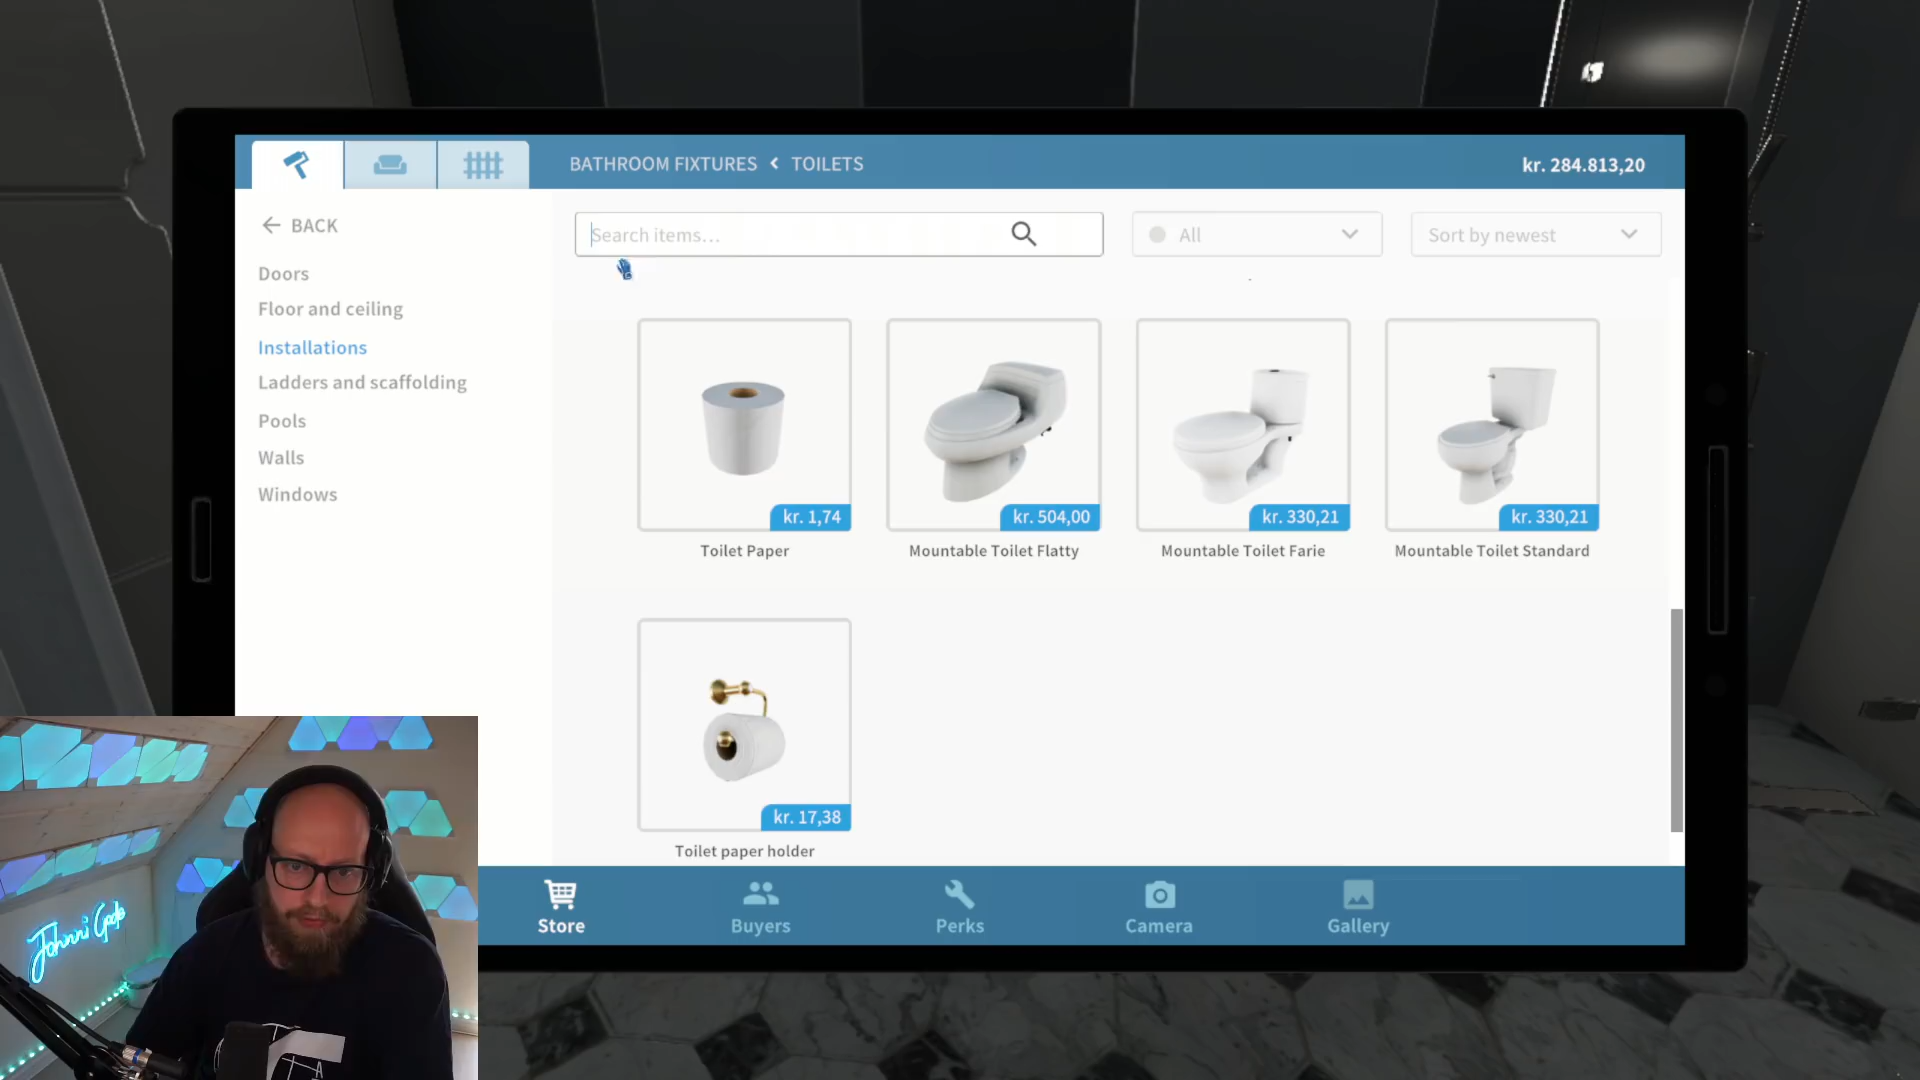 BATHROOM FIXTURES < TOILETS
kr. 284.813,20
BACK
Search items...
All
Sort by newest
Doors
Floor and ceiling
Installations
Ladders and scaffolding
Pools
Walls
Windows
kr. 1,74
kr. 504,00
kr. 330,21
kr. 330,21
Toilet Paper
Mountable Toilet Flatty
Mountable Toilet Farie
Mountable Toilet Standard
kr. 17,38
Toilet paper holder
Store
Buyers
Perks
Camera
Gallery
Johnni Gade